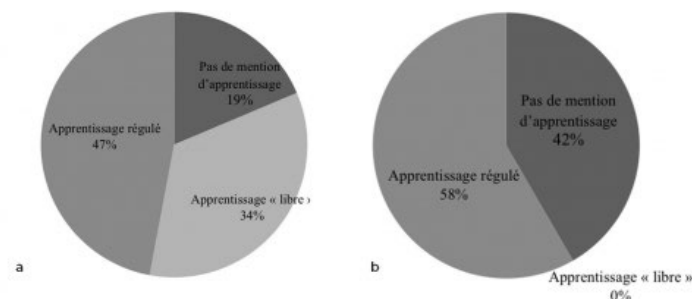 Pas de mention
d’apprentissage
19%
Apprentissage régulé
47%
Apprentissage « libre ›
34%
a
Pas de mention
d’apprentissage
42%
Apprentissage régulé
58%
Apprentissage « libre »
0%
b